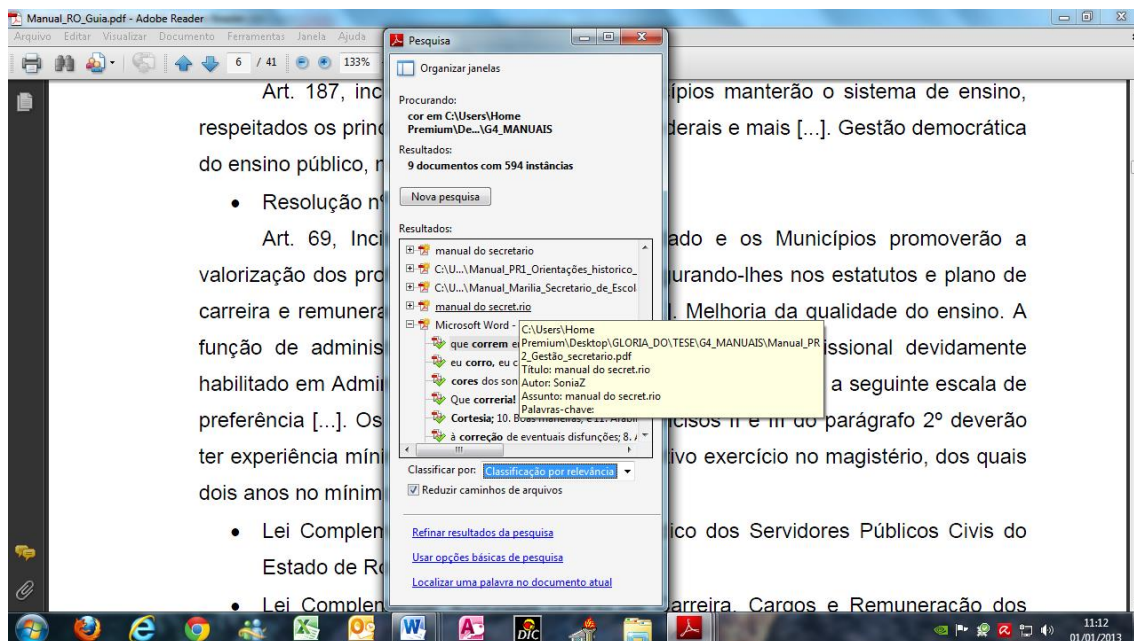 Manual_RO_Guia.pdf - Adobe Reader
Arquivo Editar Visualizar Documento Ferramentas Janela Ajuda
6 / 41 133%
Art. 187, inc
ípios manterão o sistema de ensino,
respeitados os princ
derais e mais [...]. Gestão democrática
do ensino público, n
• Resolução nº
Art. 69, Inci
ado e os Municípios promoverão a
valorização dos pro
gurando-lhes nos estatutos e plano de
carreira e remunera
. Melhoria da qualidade do ensino. A
função de adminis
issional devidamente
habilitado em Admi
a seguinte escala de
preferência [...]. Os
cisos II e III do parágrafo 2º deverão
ter experiência míni
tivo exercício no magistério, dos quais
dois anos no mínim
• Lei Complem
ico dos Servidores Públicos Civis do
Estado de Ro
• Lei Complem
arreira, Cargos e Remuneração dos
Pesquisa
Organizar janelas
Procurando:
cor em C:\Users\Home
Premium\De...\G4_MANUAIS
Resultados:
9 documentos com 594 instâncias
Nova pesquisa
Resultados:
manual do secretario
C:\U...\Manual_PR1_Orientações_historico_
C:\U...\Manual_Marilia_Secretario_de_Escol
manual do secret.rio
Microsoft Word -
que correm e
eu corro, eu c
cores dos son
Que correria!
Cortesia; 10. Boas maneiras; e 11.
à correção de eventuais disfunções; 8.
C:\Users\Home
Premium\Desktop\GLORIA_DO\TESE\G4_MANUAIS\Manual_PR
2_Gestão_secretario.pdf
Título: manual do secret.rio
Autor: SoniaZ
Assunto: manual do secret.rio
Palavras-chave:
Classificar por: Classificação por relevância
Reduzir caminhos de arquivos
Refinar resultados da pesquisa
Usar opções básicas de pesquisa
Localizar uma palavra no documento atual
DIC
11:12
01/01/2013